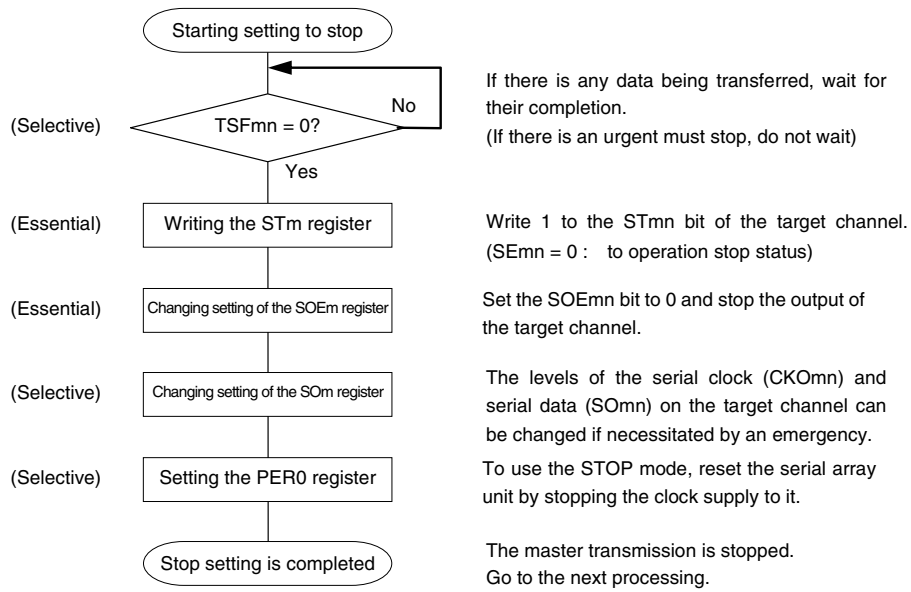 Starting setting to stop
If there is any data being transferred, wait for
their completion.
(If there is an urgent must stop, do not wait)
(Selective)
TSFmn = 0?
No
Yes
(Essential)
Writing the STm register
Write 1 to the STmn bit of the target channel.
(SEmn = 0 : to operation stop status)
(Essential)
Changing setting of the SOEm register
Set the SOEmn bit to 0 and stop the output of
the target channel.
(Selective)
Changing setting of the SOm register
The levels of the serial clock (CKOmn) and
serial data (SOmn) on the target channel can
be changed if necessitated by an emergency.
(Selective)
Setting the PER0 register
To use the STOP mode, reset the serial array
unit by stopping the clock supply to it.
Stop setting is completed
The master transmission is stopped.
Go to the next processing.